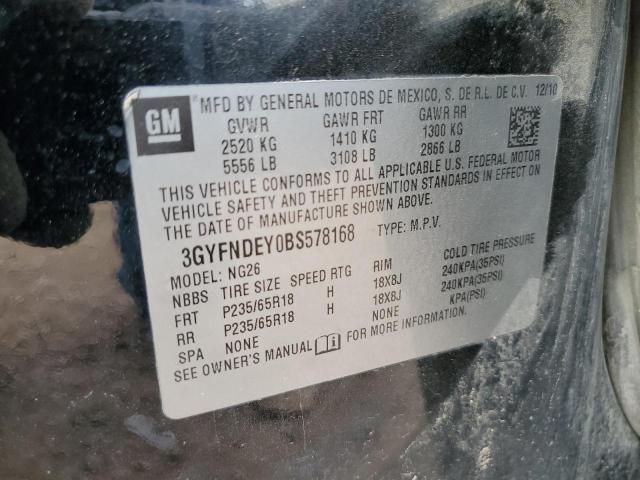 GM
MFD BY GENERAL MOTORS DE MEXICO, S. DE R.L. DE C.V. 12/10
GVWR GAWR FRT GAWR RR
2520 KG 1410 KG 1300 KG
5556 LB 3108 LB 2866 LB
THIS VEHICLE CONFORMS TO ALL APPLICABLE U.S. FEDERAL MOTOR
VEHICLE SAFETY AND THEFT PREVENTION STANDARDS IN EFFECT ON
THE DATE OF MANUFACTURE SHOWN ABOVE.
3GYFNDEY0BS578168 TYPE: M.P.V.
MODEL: NG26
NBBS TIRE SIZE SPEED RTG RIM COLD TIRE PRESSURE
FRT P235/65R18 H 18X8J 240KPA(35PSI)
RR P235/65R18 H 18X8J 240KPA(35PSI)
SPA NONE NONE KPA(PSI)
SEE OWNER'S MANUAL FOR MORE INFORMATION.